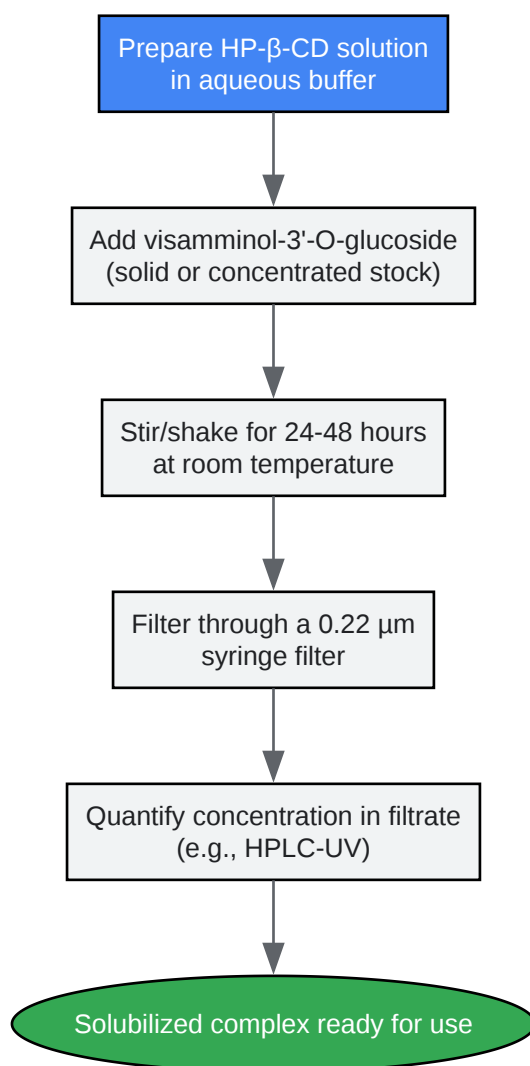 Prepare HP-β-CD solution
in aqueous buffer
Add visamminol-3'-O-glucoside
(solid or concentrated stock)
Stir/shake for 24-48 hours
at room temperature
Filter through a 0.22 µm
syringe filter
Quantify concentration in filtrate
(e.g., HPLC-UV)
Solubilized complex ready for use